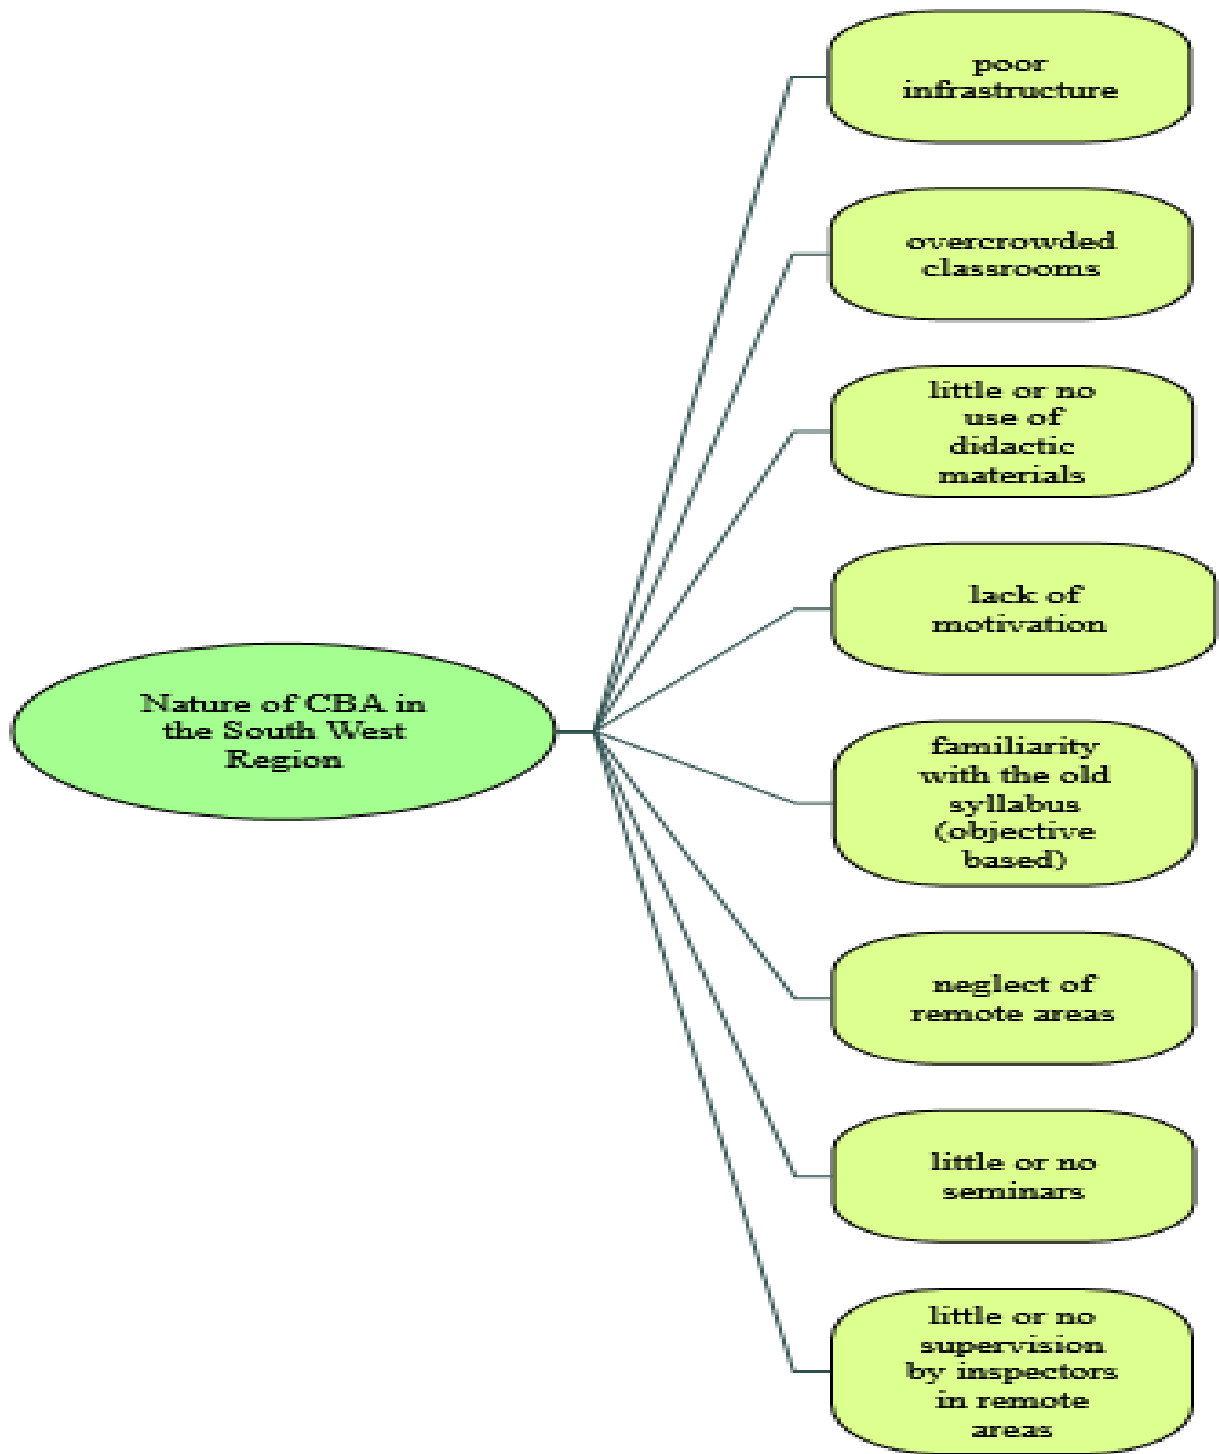 poor
infrastructure
overcrowded
classrooms
little or no
use of
didactic
materials
lack of
motivation
Nature of CBA in
the South West
Region
familiarity
with the old
syllabus
(objective
based)
neglect of
remote areas
little or no
seminars
little or no
supervision
by inspectors
in remote
areas